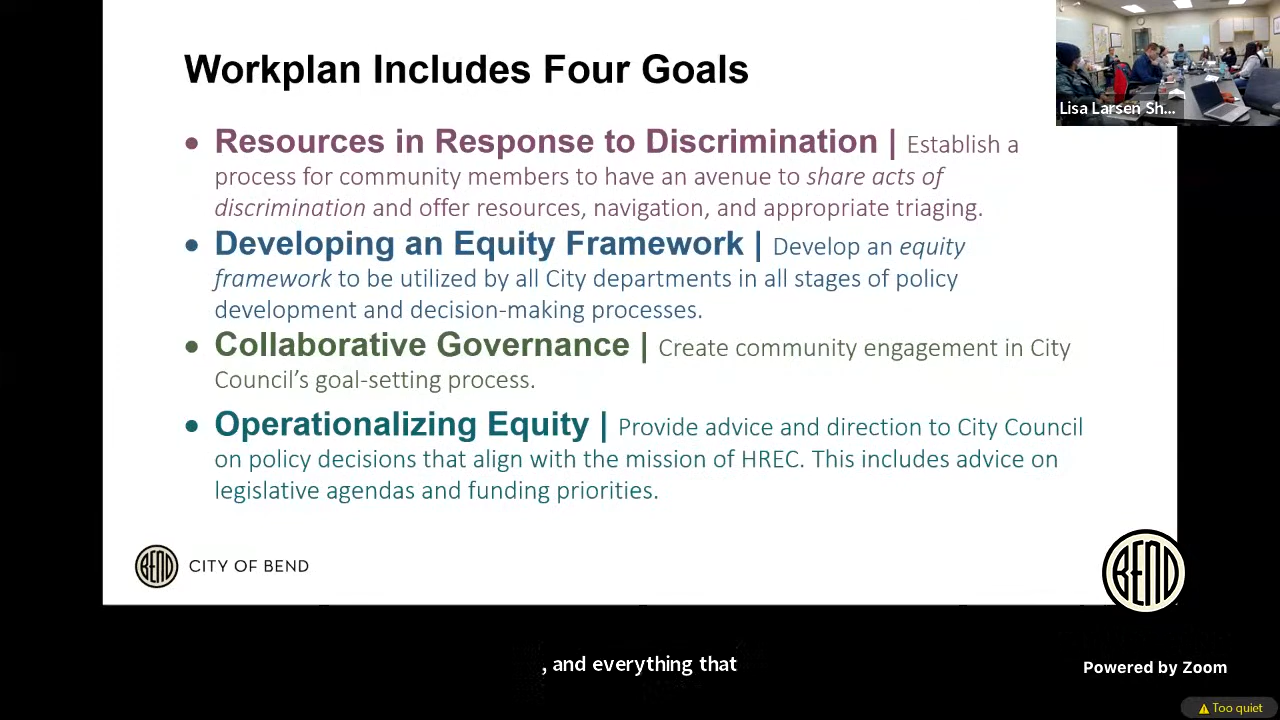 Workplan Includes Four Goals
Lisa Larsen Sh...
• Resources in Response to Discrimination | Establish a
process for community members to have an avenue to share acts of
discrimination and offer resources, navigation, and appropriate triaging.
• Developing an Equity Framework | Develop an equity
framework to be utilized by all City departments in all stages of policy
development and decision-making processes.
• Collaborative Governance | Create community engagement in City
Council’s goal-setting process.
• Operationalizing Equity | Provide advice and direction to City Council
on policy decisions that align with the mission of HREC. This includes advice on
legislative agendas and funding priorities.
BEND
CITY OF BEND
BEND
, and everything that
Powered by Zoom
Too quiet